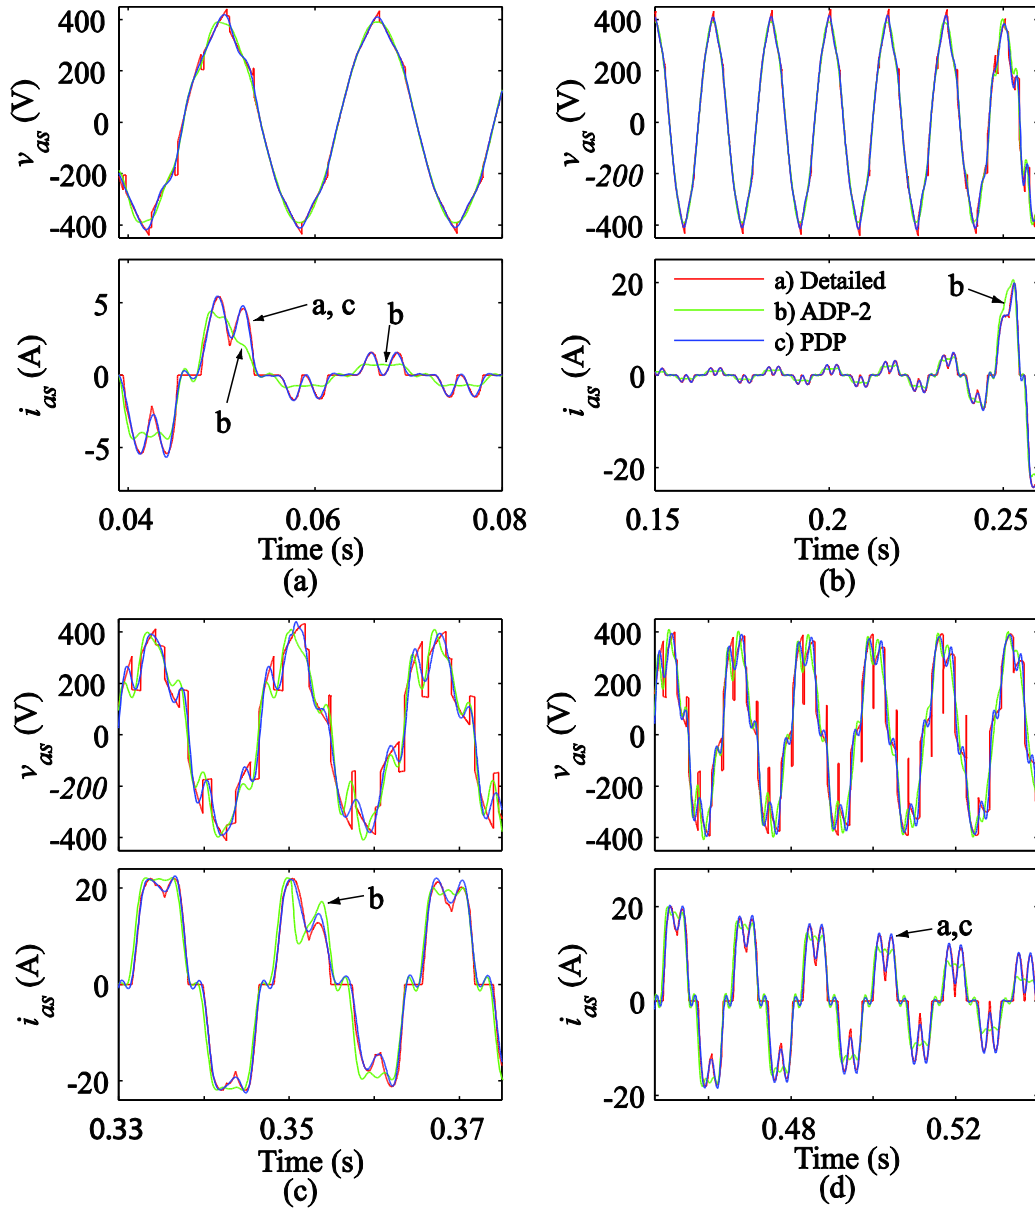 400
200
0
-200
-400
v_as (V)
5
0
-5
i_as (A)
a, c
b
b
0.04
0.06
0.08
Time (s)
(a)
400
200
0
-200
-400
v_as (V)
20
0
-20
i_as (A)
b
a) Detailed
b) ADP-2
c) PDP
0.15
0.2
0.25
Time (s)
(b)
400
200
0
-200
-400
v_as (V)
20
0
-20
i_as (A)
b
0.33
0.35
0.37
Time (s)
(c)
400
200
0
-200
-400
v_as (V)
20
0
-20
i_as (A)
a,c
0.48
0.52
Time (s)
(d)